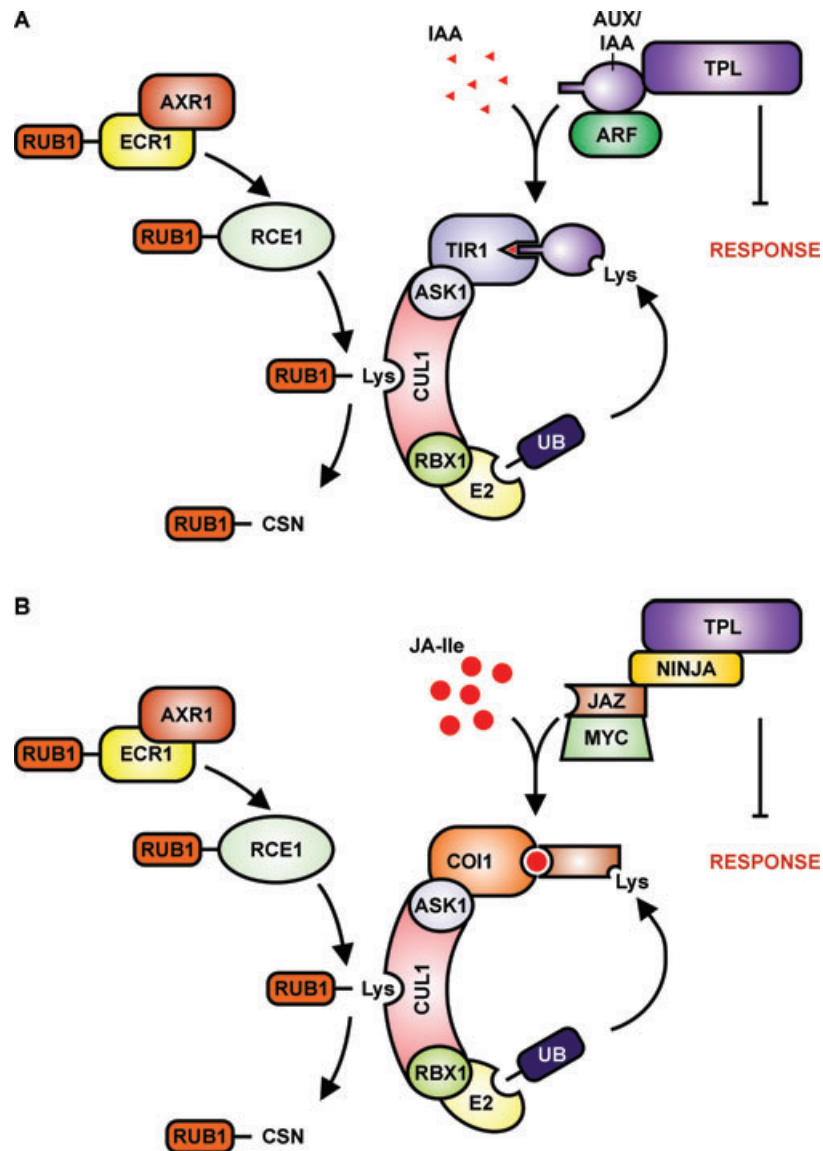 A
IAA
AUX/
IAA
TPL
AXR1
RUB1
ECR1
ARF
RUB1
RCE1
TIR1
Lys
RESPONSE
ASK1
RUB1
Lys
CUL1
UB
RBX1
E2
RUB1
CSN
B
JA-Ile
TPL
NINJA
AXR1
JAZ
RUB1
ECR1
MYC
RUB1
RCE1
COI1
RESPONSE
Lys
ASK1
RUB1
Lys
CUL1
UB
RBX1
E2
RUB1
CSN